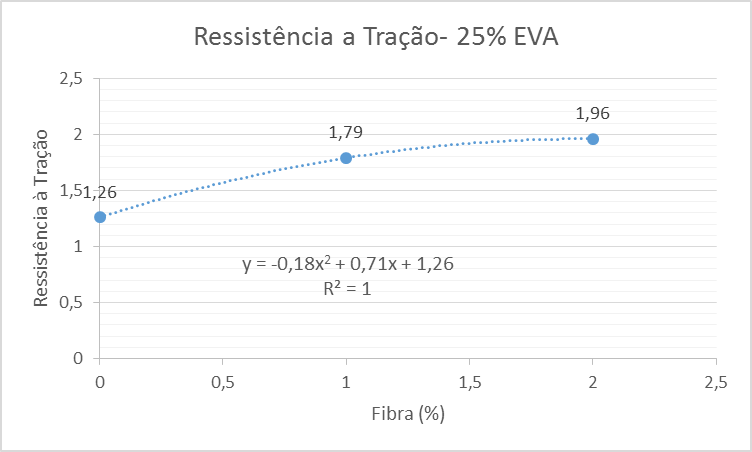 Ressistência a Tração- 25% EVA
Ressistência à Tração
2,5
2
1,5
1
0,5
0
1,26
1,79
1,96
y = -0,18x² + 0,71x + 1,26
R² = 1
0 0,5 1 1,5 2 2,5
Fibra (%)